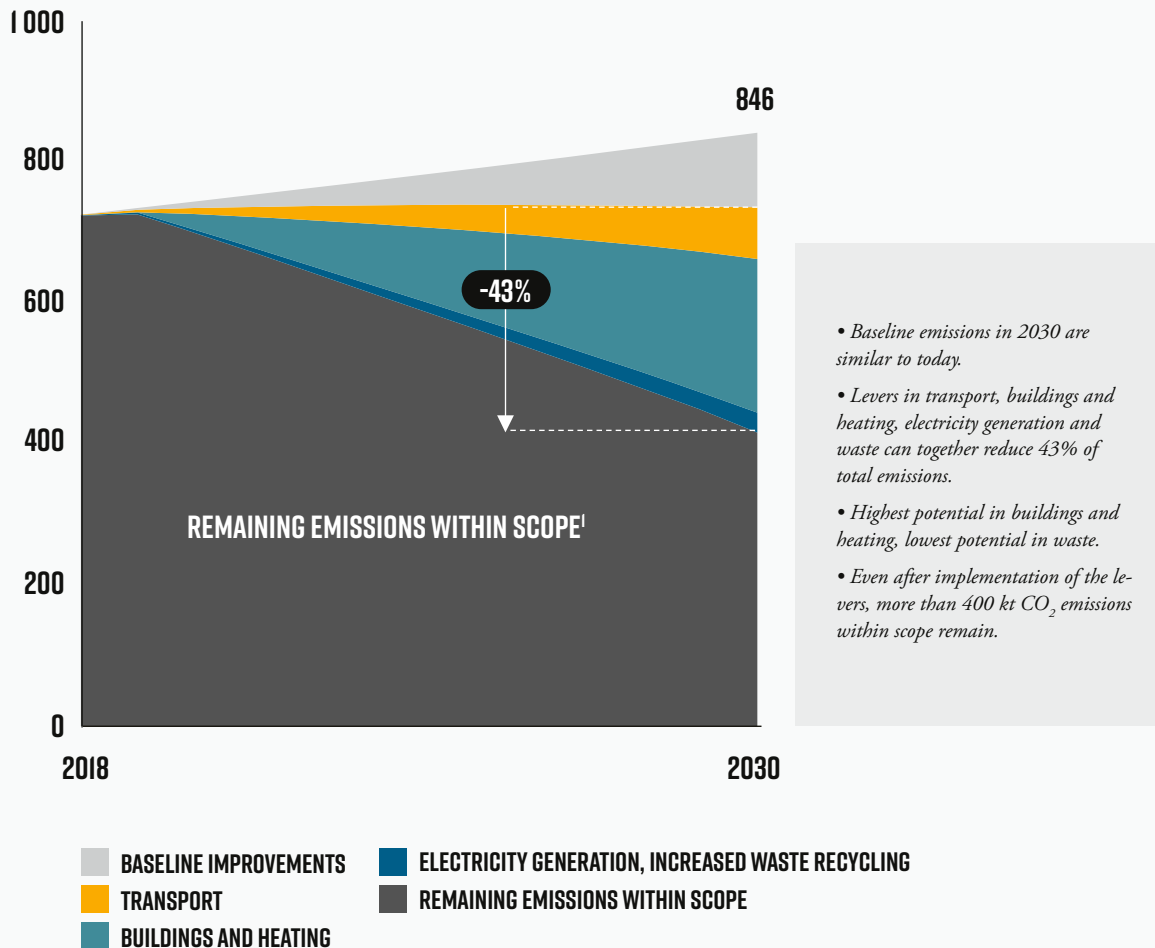 1 000
846
800
600
-43%
400
REMAINING EMISSIONS WITHIN SCOPE¹
200
0
2018
2030
• Baseline emissions in 2030 are
similar to today.
• Levers in transport, buildings and
heating, electricity generation and
waste can together reduce 43% of
total emissions.
• Highest potential in buildings and
heating, lowest potential in waste.
• Even after implementation of the le-
vers, more than 400 kt CO₂ emissions
within scope remain.
BASELINE IMPROVEMENTS
TRANSPORT
BUILDINGS AND HEATING
ELECTRICITY GENERATION, INCREASED WASTE RECYCLING
REMAINING EMISSIONS WITHIN SCOPE